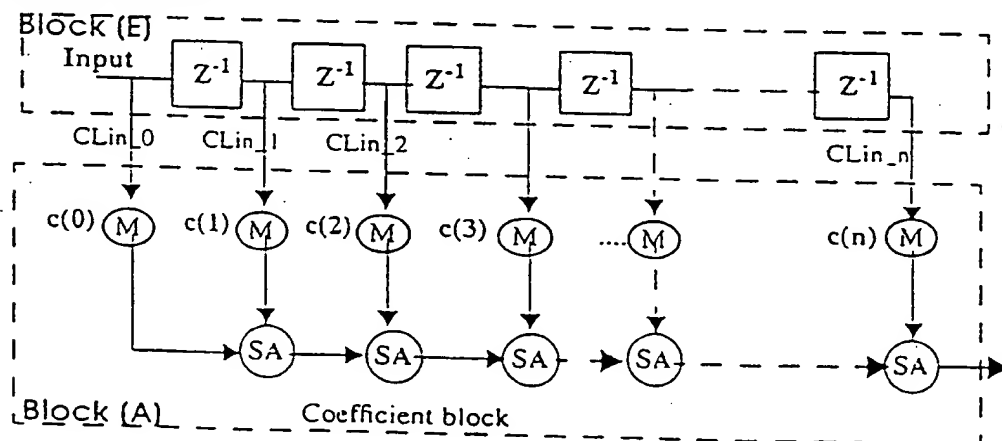 Block (E)
Input
Z-1 Z-1 Z-1 Z-1 Z-1
CLin_0 CLin_1 CLin_2 CLin_n
c(0) M c(1) M c(2) M c(3) M ....M c(n) M
SA SA SA SA SA
Block (A) Coefficient block